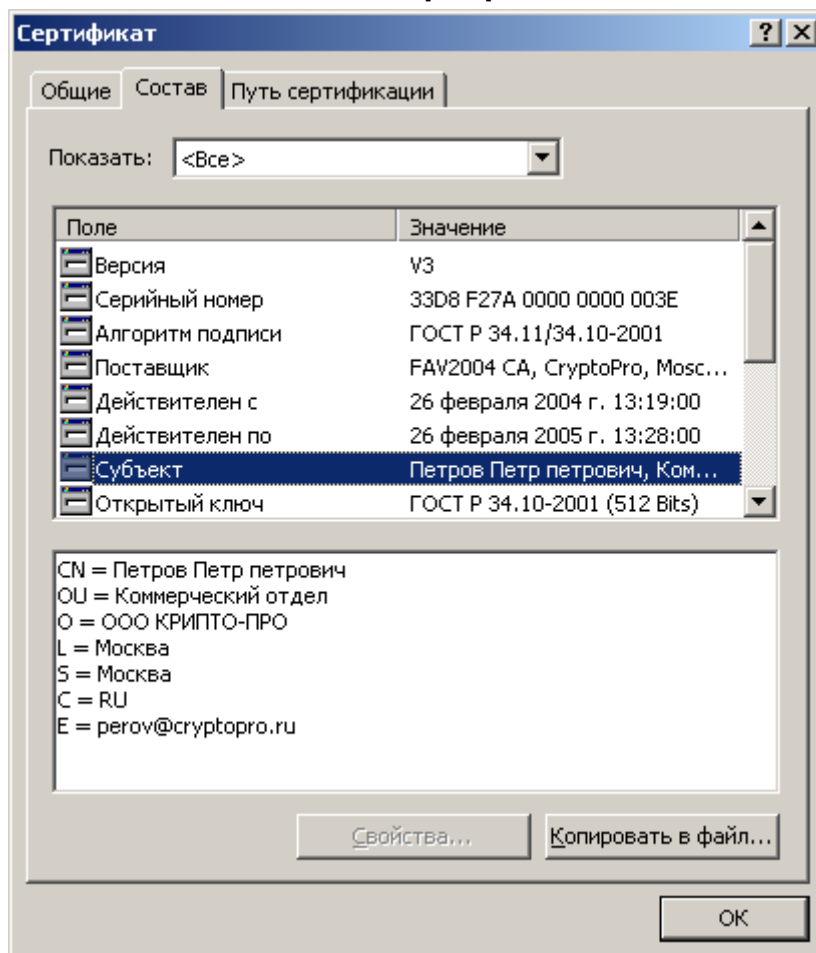 Сертификат
Общие Состав Путь сертификации
Показать: <Все>
Поле Значение
Версия V3
Серийный номер 33D8 F27A 0000 0000 003E
Алгоритм подписи ГОСТ Р 34.11/34.10-2001
Поставщик FAV2004 CA, CryptoPro, Mosc...
Действителен с 26 февраля 2004 г. 13:19:00
Действителен по 26 февраля 2005 г. 13:28:00
Субъект Петров Петр петрович, Ком...
Открытый ключ ГОСТ Р 34.10-2001 (512 Bits)
CN = Петров Петр петрович
OU = Коммерческий отдел
O = ООО КРИПТО-ПРО
L = Москва
S = Москва
C = RU
E = perov@cryptopro.ru
Свойства... Копировать в файл...
ОК